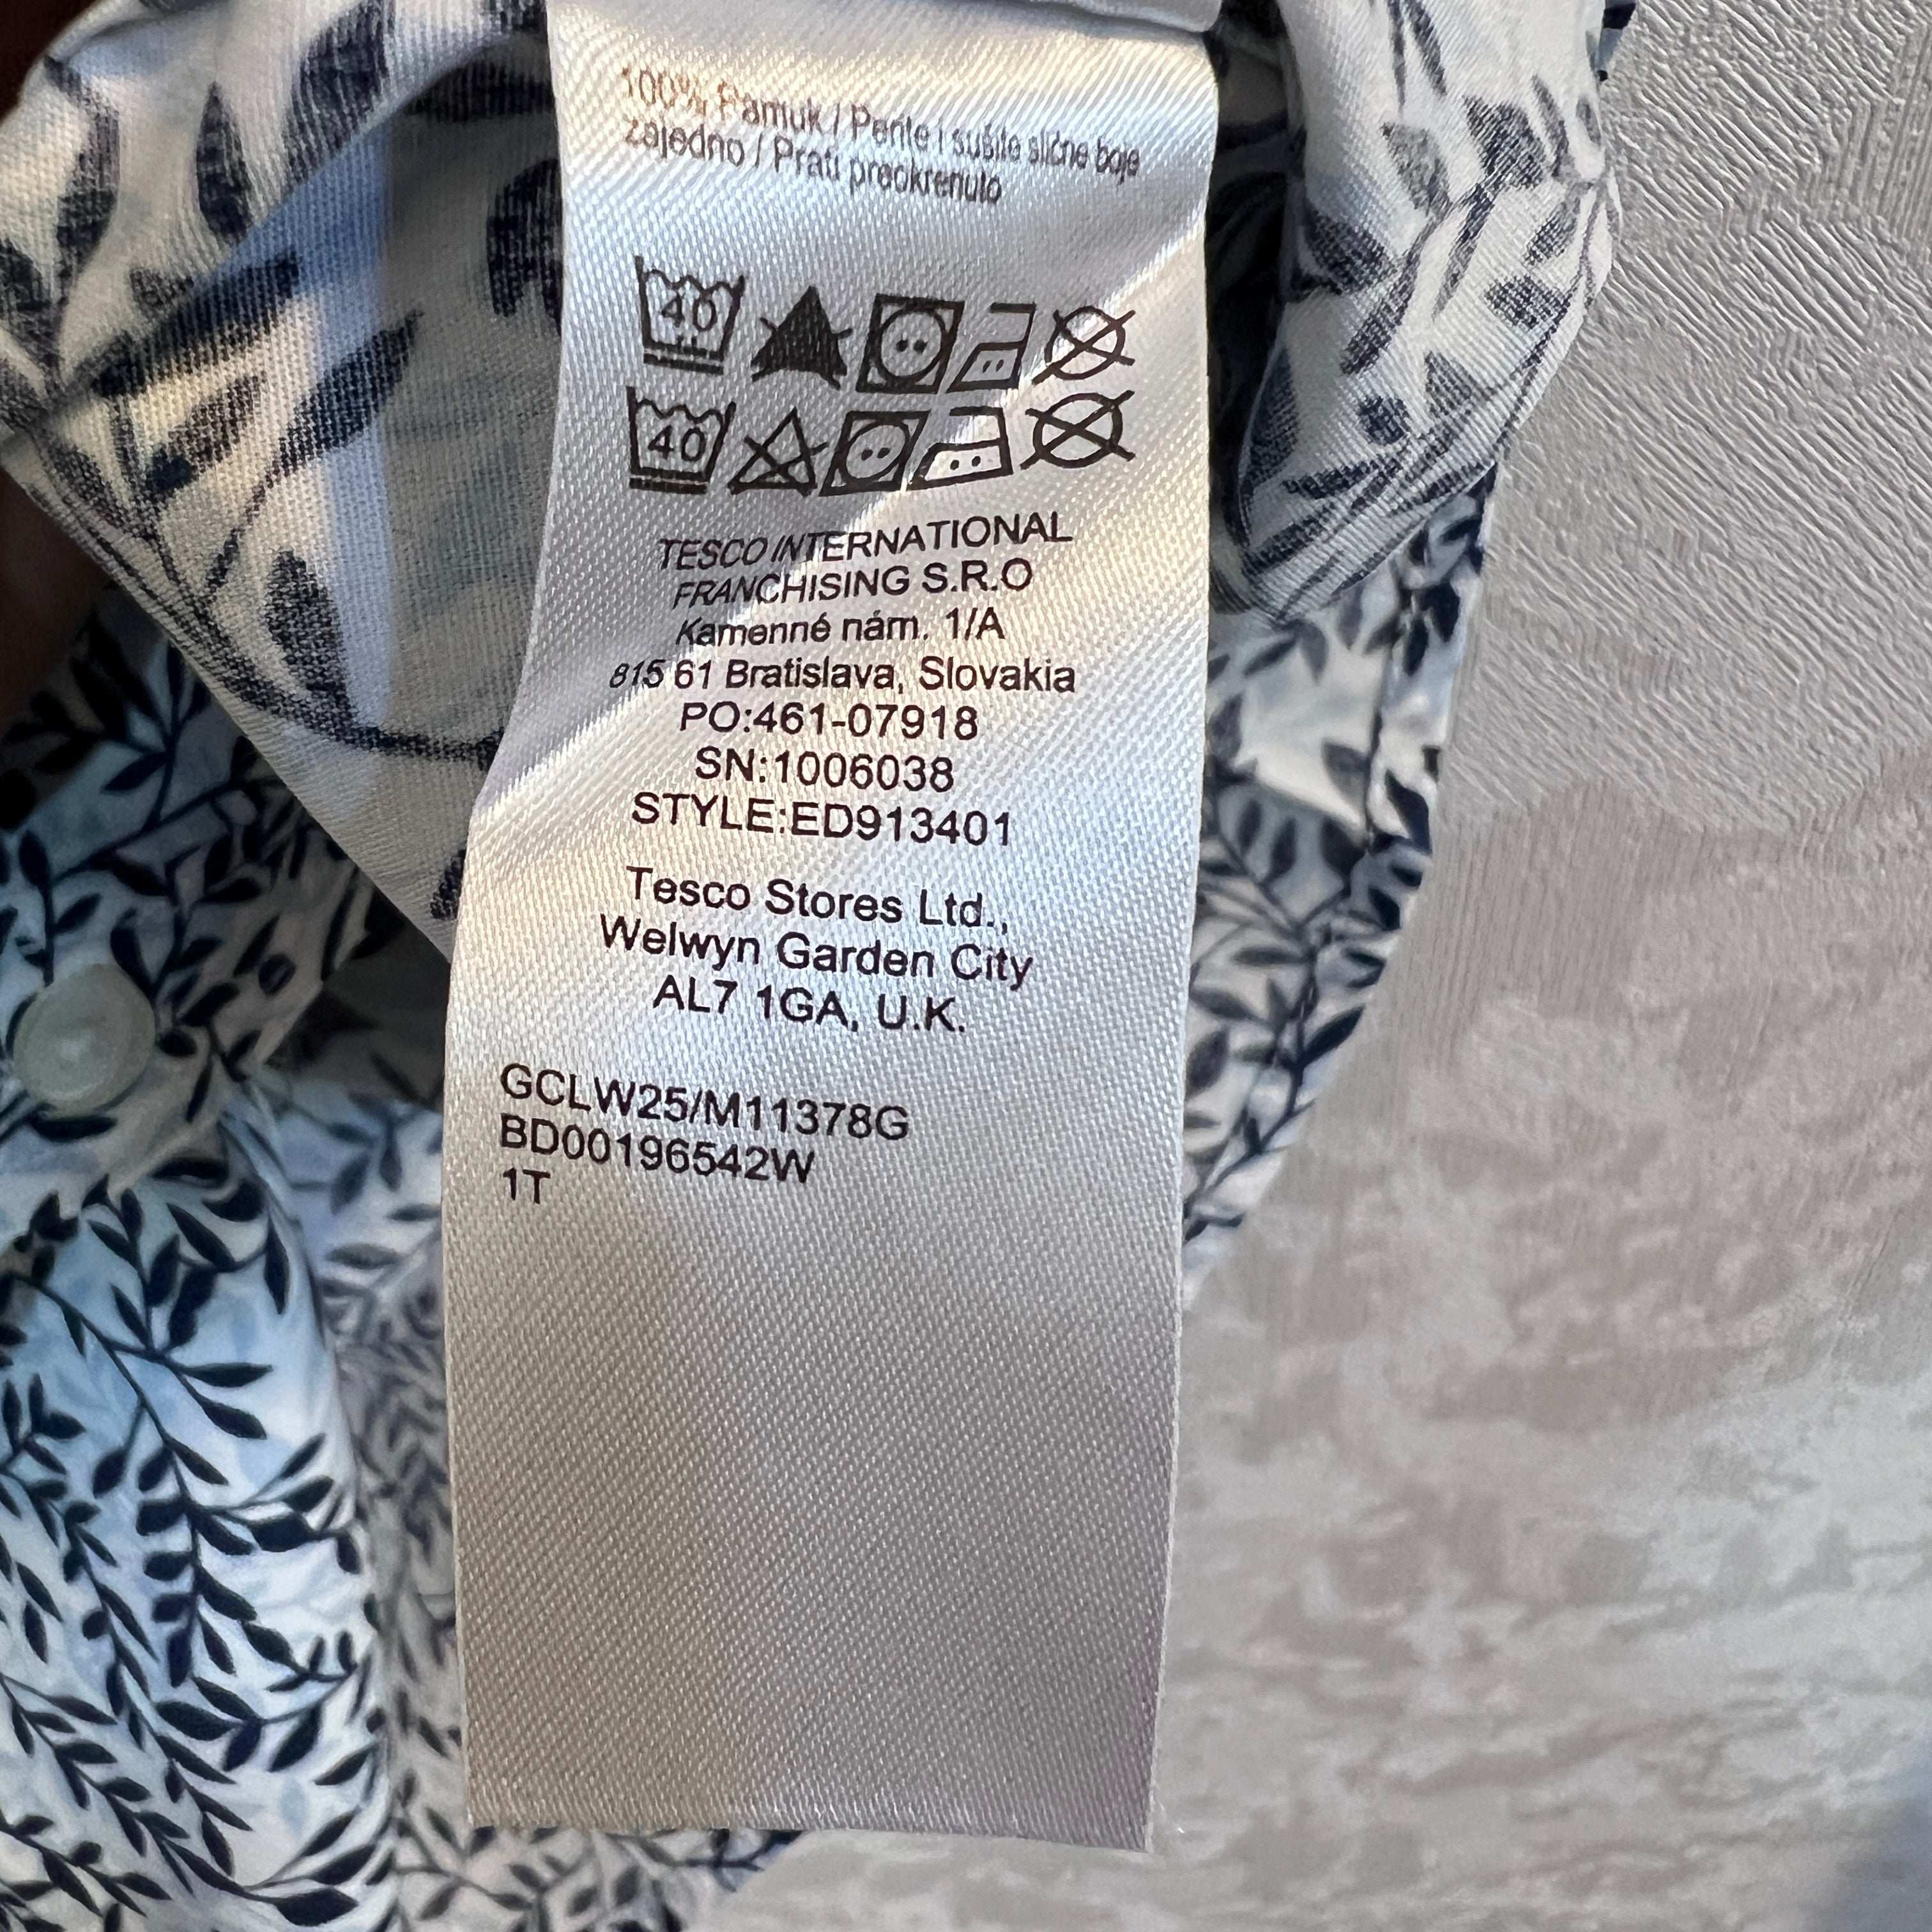 100% Pamuk / Perite i sušite slične boje
zajedno / Prati preokrenuto
40
40
TESCO INTERNATIONAL
FRANCHISING S.R.O
Kamenné nám. 1/A
815 61 Bratislava, Slovakia
PO:461-07918
SN:1006038
STYLE:ED913401
Tesco Stores Ltd.,
Welwyn Garden City
AL7 1GA, U.K.
GCLW25/M11378G
BD00196542W
1T